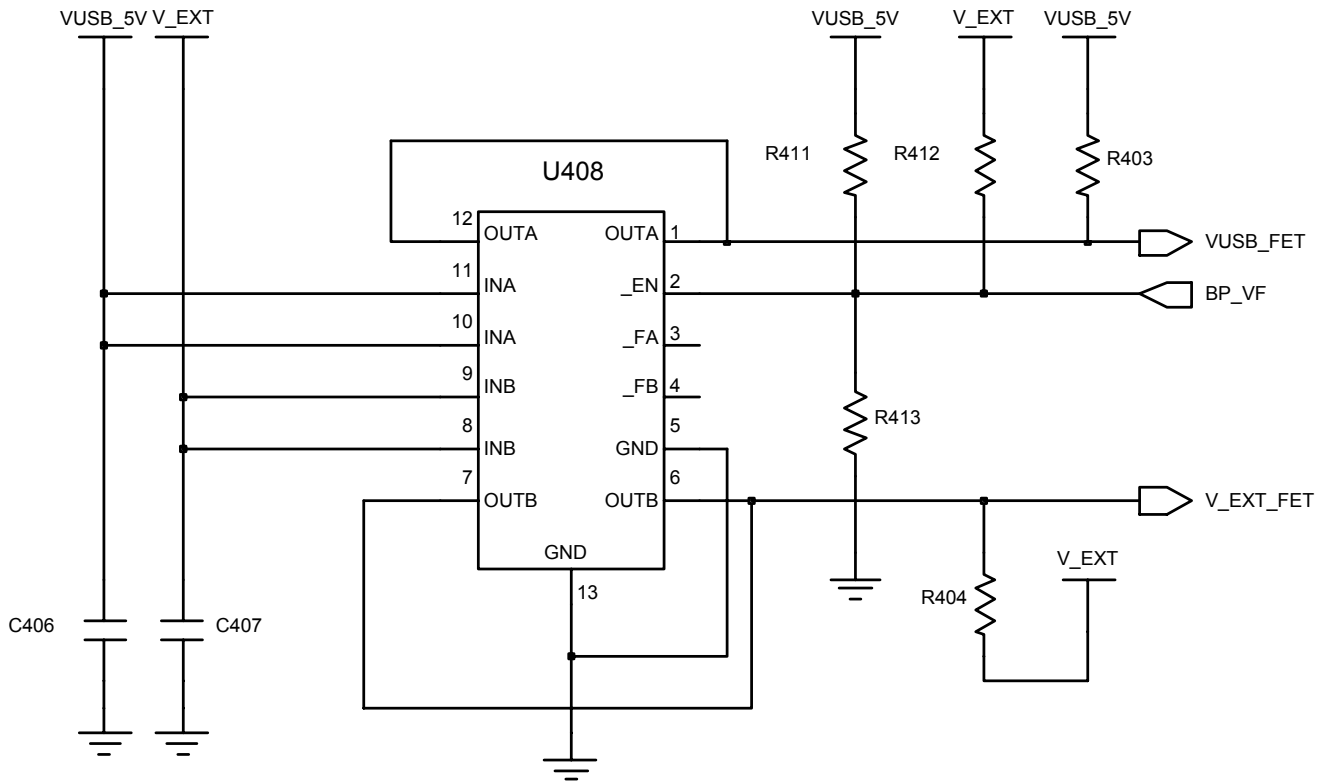 VUSB_5V V_EXT VUSB_5V V_EXT VUSB_5V
U408
R411 R412 R403
12 OUTA OUTA 1 VUSB_FET
11 INA _EN 2 BP_VF
10 INA _FA 3
9 INB _FB 4
8 INB GND 5
R413
7 OUTB OUTB 6 V_EXT_FET
GND
13
V_EXT
R404
C406 C407